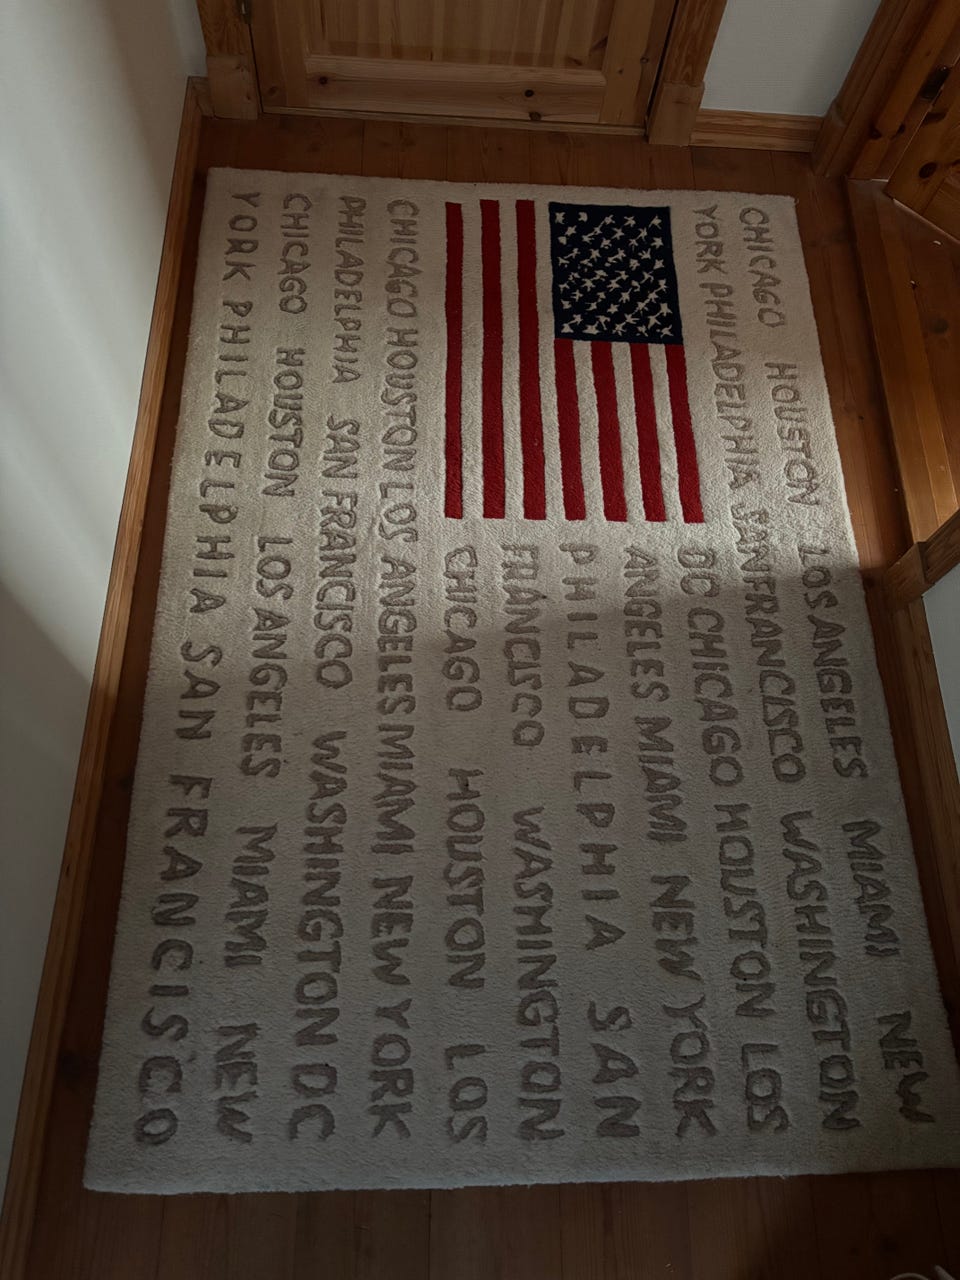 CHICAGO HOUSTON LOS ANGELES MIAMI NEW
YORK PHILADELPHIA SAN FRANCISCO WASHINGTON
DC CHICAGO HOUSTON LOS
ANGELES MIAMI NEW YORK
PHILADELPHIA SAN
FRANCISCO WASHINGTON
CHICAGO HOUSTON LOS
CHICAGO HOUSTON LOS ANGELES MIAMI NEW YORK
PHILADELPHIA SAN FRANCISCO WASHINGTON DC
CHICAGO HOUSTON LOS ANGELES MIAMI NEW
YORK PHILADELPHIA SAN FRANCISCO